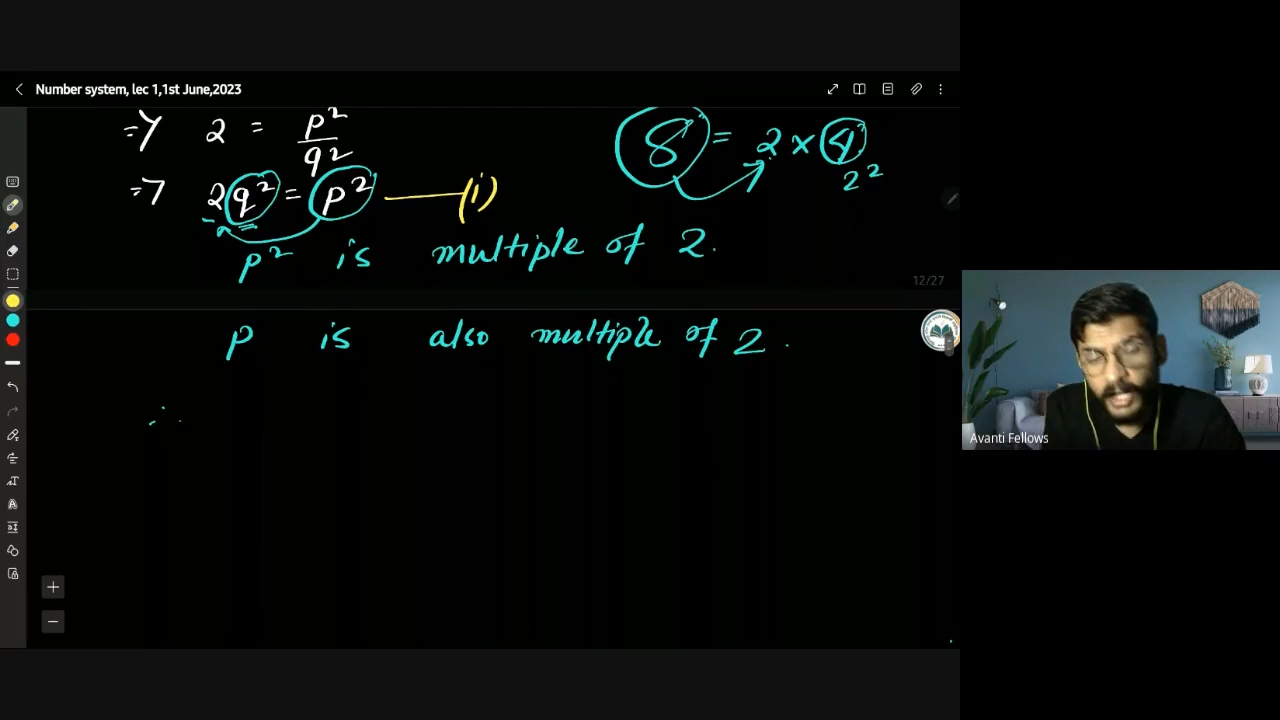 Number system, lec 1,1st June,2023
=> 2 = p²/q²
8 = 2 × 4
2²
=> 2q² = p² —— (i)
p² is multiple of 2.
12/27
p is also multiple of 2.
∴
Avanti Fellows